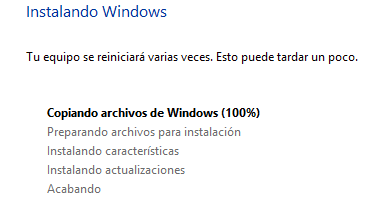 Instalando Windows
Tu equipo se reiniciará varias veces. Esto puede tardar un poco.
Copiando archivos de Windows (100%)
Preparando archivos para instalación
Instalando características
Instalando actualizaciones
Acabando